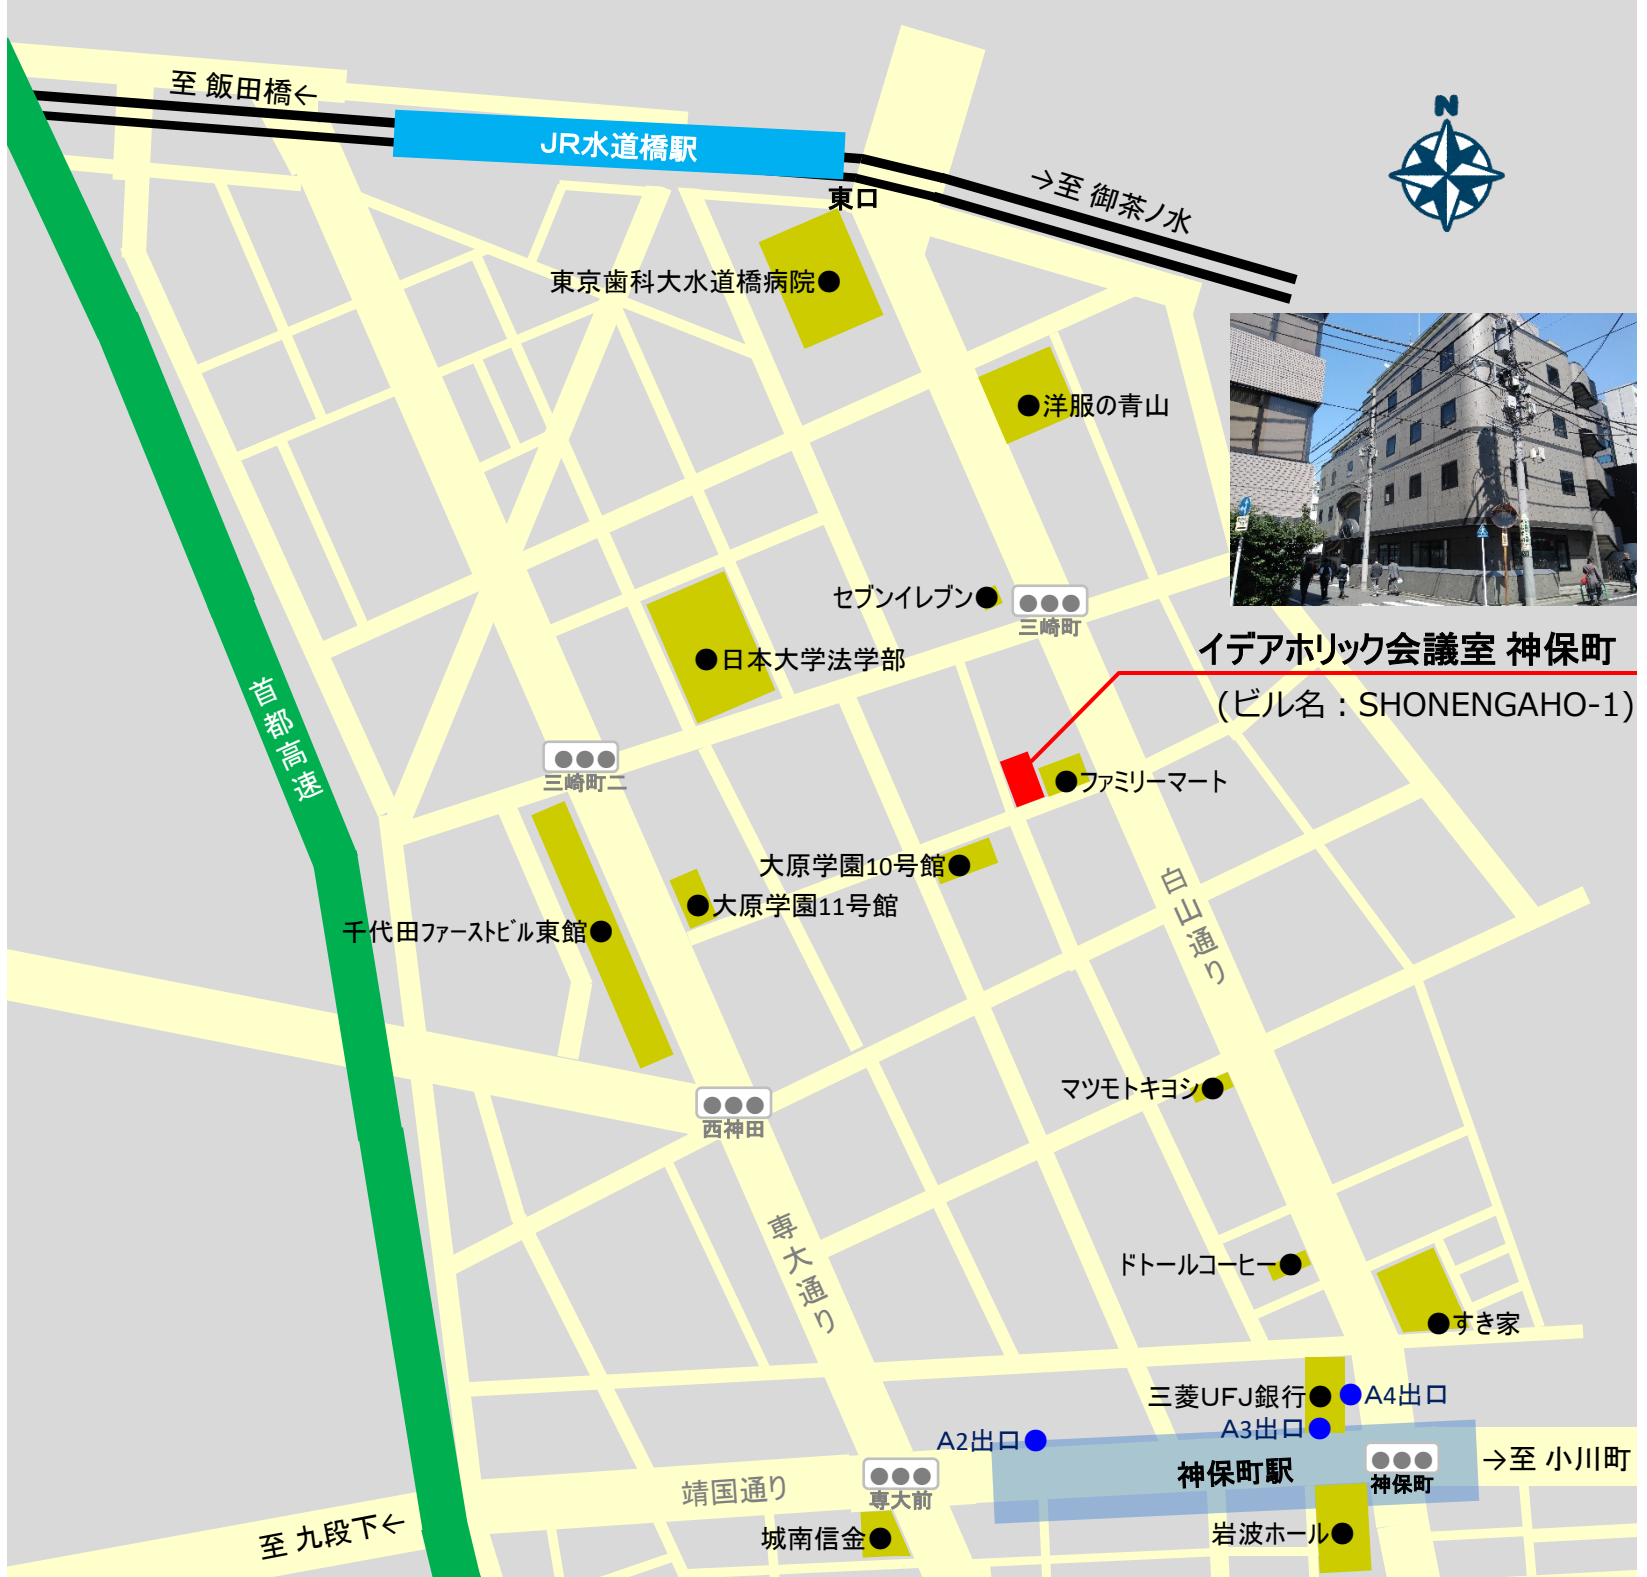 至 飯田橋←
N
JR水道橋駅
→至 御茶ノ水
東口
東京歯科大水道橋病院
洋服の青山
セブンイレブン
三崎町
イデアホリック会議室 神保町
(ビル名：SHONENGAHO-1)
日本大学法学部
首都高速
三崎町二
ファミリーマート
大原学園10号館
大原学園11号館
白山通り
千代田ファーストビル東館
マツモトキヨシ
西神田
専大通り
ドトールコーヒー
すき家
三菱UFJ銀行
A4出口
A3出口
A2出口
神保町駅
神保町
→至 小川町
靖国通り
専大前
至 九段下←
城南信金
岩波ホール